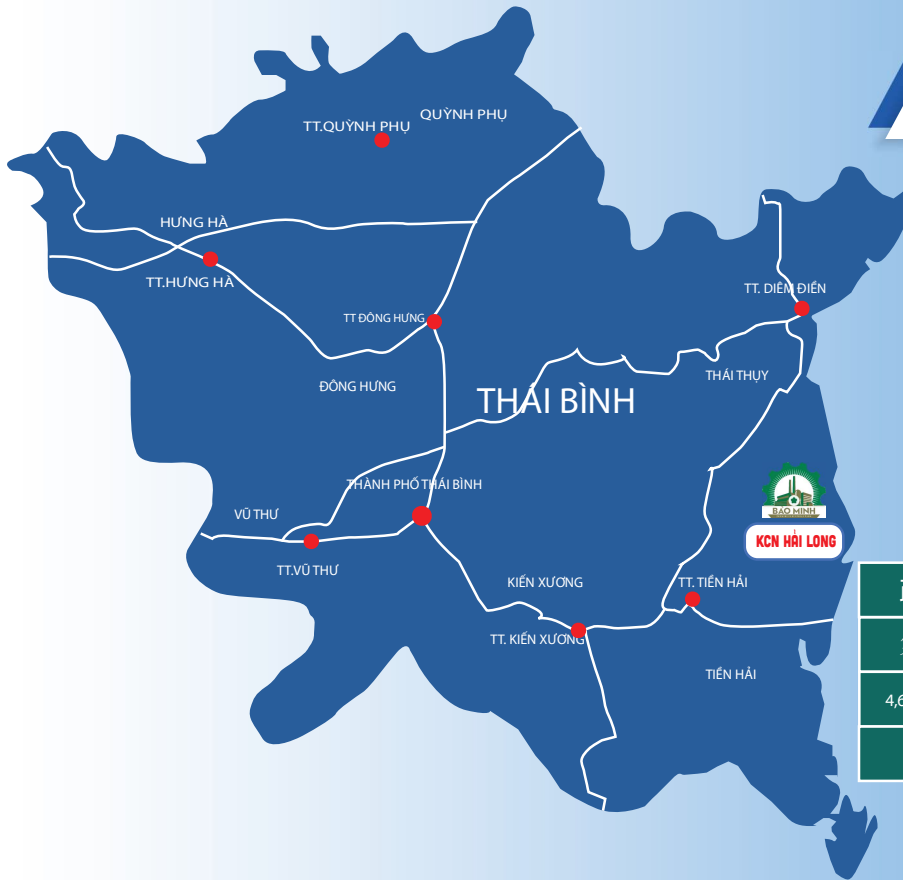 QUỲNH PHỤ
TT.QUỲNH PHỤ
HƯNG HÀ
TT.HƯNG HÀ
TT. DIÊM ĐIỀN
TT ĐÔNG HƯNG
THÁI THỤY
ĐÔNG HƯNG
THÁI BÌNH
THÀNH PHỐ THÁI BÌNH
VŨ THƯ
BẢO MINH
KCN HẢI LONG
TT.VŨ THƯ
KIẾN XƯƠNG
TT. TIỀN HẢI
TT. KIẾN XƯƠNG
TIỀN HẢI
4,6